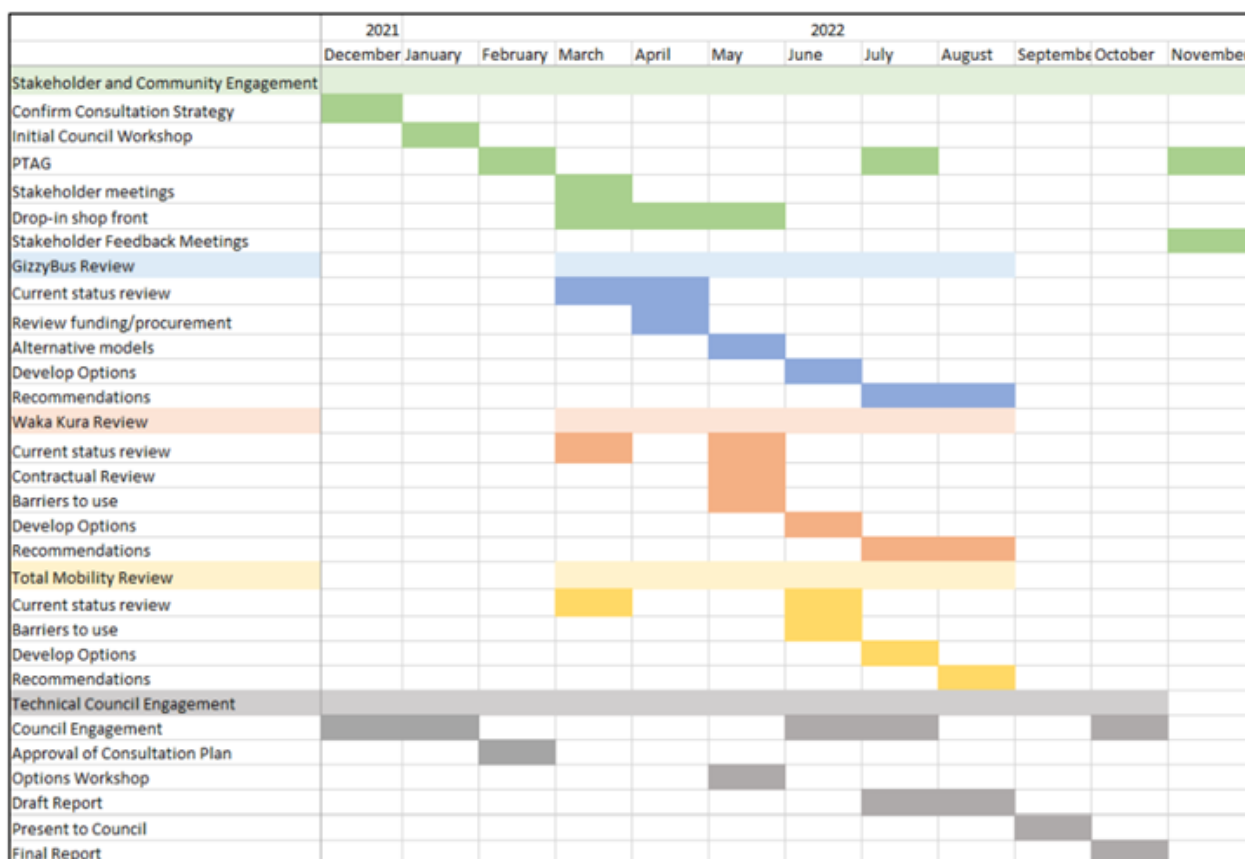 2021 2022
December January February March April May June July August Septembe October November
Stakeholder and Community Engagement
Confirm Consultation Strategy
Initial Council Workshop
PTAG
Stakeholder meetings
Drop-in shop front
Stakeholder Feedback Meetings
GizzyBus Review
Current status review
Review funding/procurement
Alternative models
Develop Options
Recommendations
Waka Kura Review
Current status review
Contractual Review
Barriers to use
Develop Options
Recommendations
Total Mobility Review
Current status review
Barriers to use
Develop Options
Recommendations
Technical Council Engagement
Council Engagement
Approval of Consultation Plan
Options Workshop
Draft Report
Present to Council
Final Report